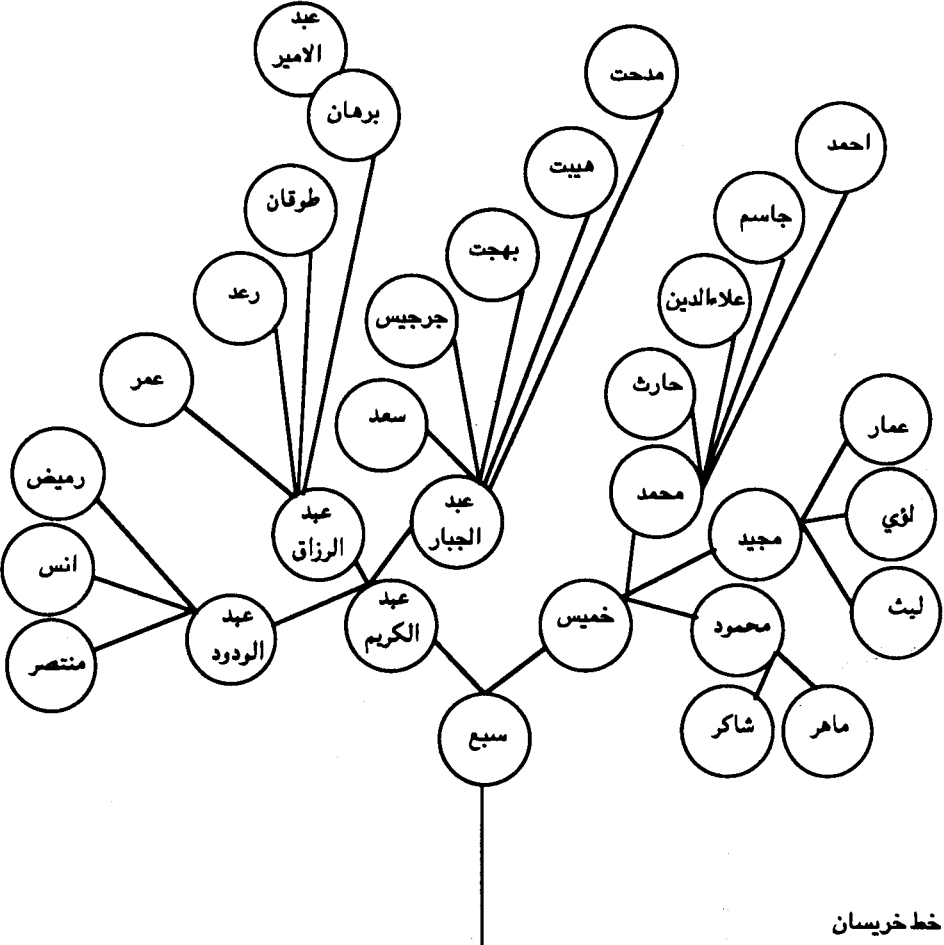 عبد
الامير
برهان
مدحت
احمد
هيبت
طوقان
جاسم
بهجت
رعد
علاءالدين
جرجيس
عمر
حارث
سعد
عمار
رميض
محمد
عبد
الجبار
عبد
الرزاق
لؤي
مجيد
انس
عبد
الكريم
خميس
ليث
عبد
الودود
محمود
منتصر
سبع
شاكر
ماهر
خط خريسان